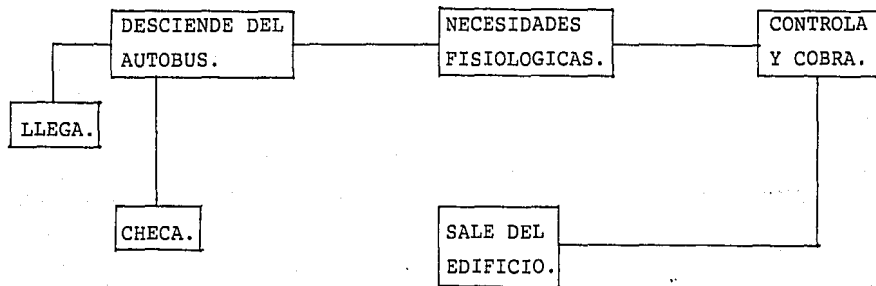 DESCIENDE DEL
AUTOBUS.
NECESIDADES
FISIOLOGICAS.
CONTROLA
Y COBRA.
LLEGA.
CHECA.
SALE DEL
EDIFICIO.